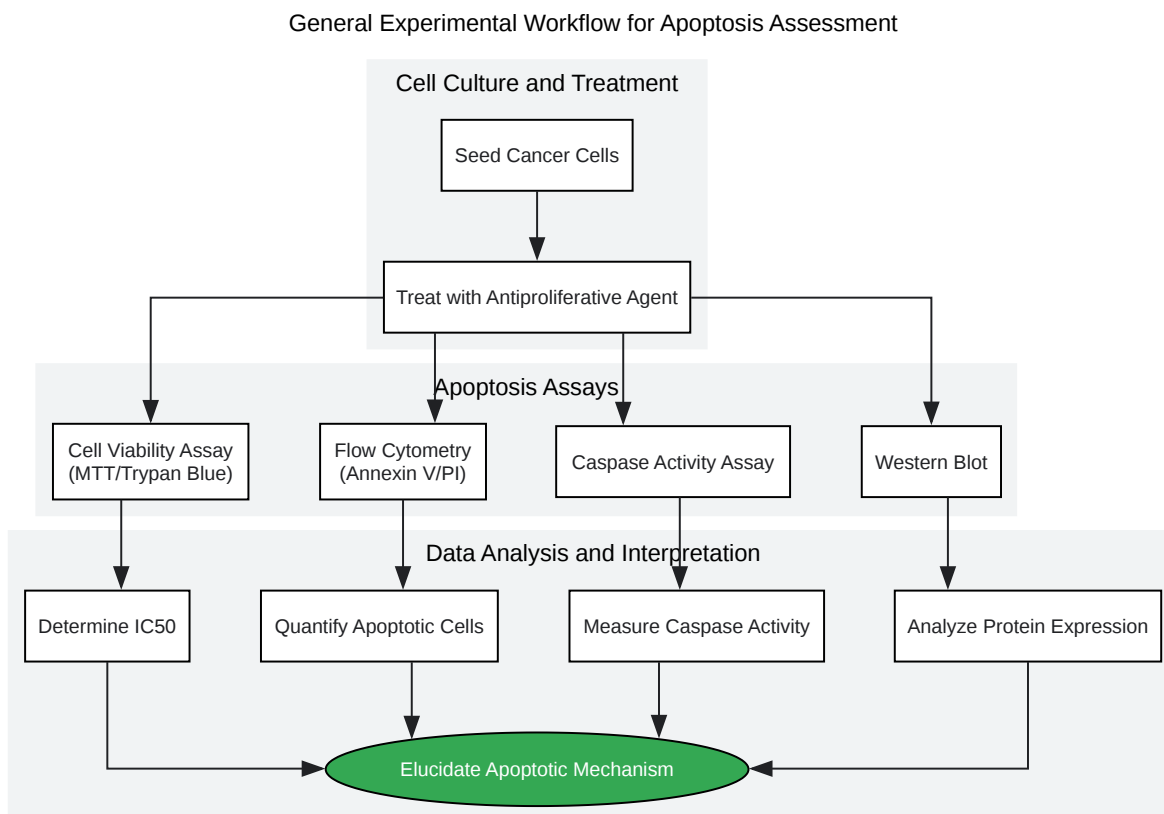 General Experimental Workflow for Apoptosis Assessment
Cell Culture and Treatment
Seed Cancer Cells
Treat with Antiproliferative Agent
Apoptosis Assays
Cell Viability Assay
(MTT/Trypan Blue)
Flow Cytometry
(Annexin V/PI)
Caspase Activity Assay
Western Blot
Data Analysis and Interpretation
Determine IC50
Quantify Apoptotic Cells
Measure Caspase Activity
Analyze Protein Expression
Elucidate Apoptotic Mechanism